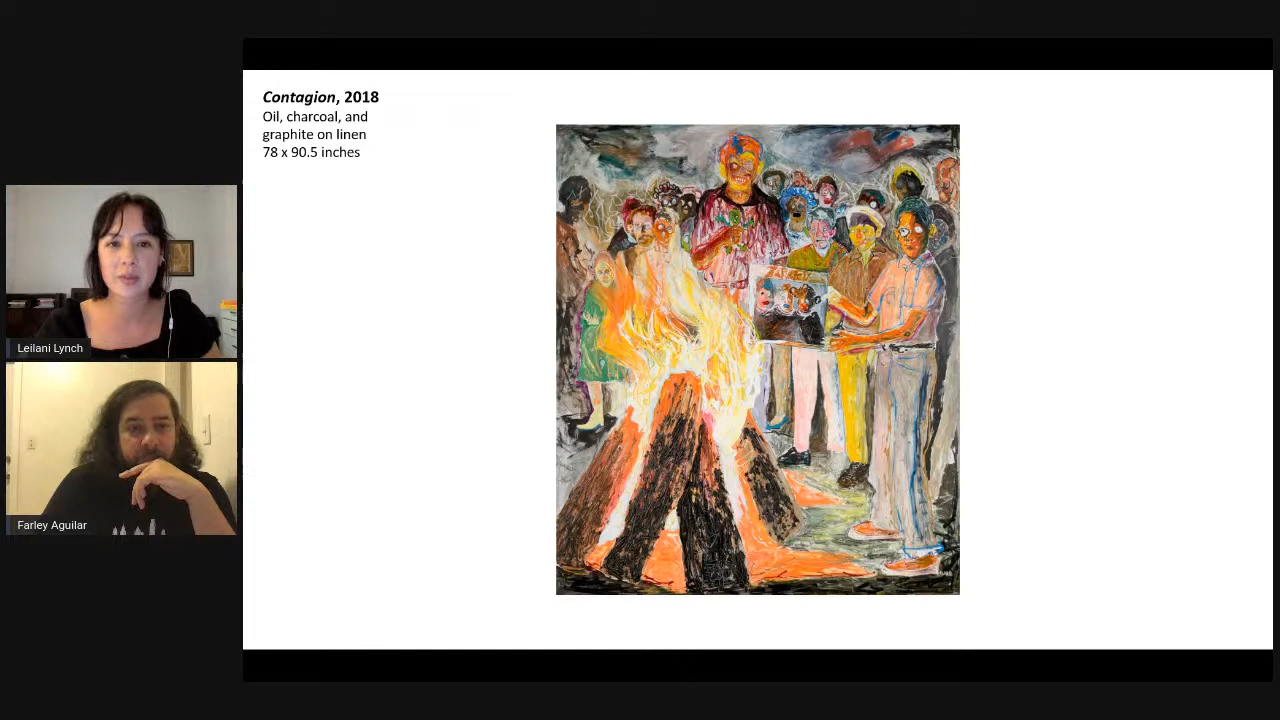 Contagion, 2018
Oil, charcoal, and
graphite on linen
78 x 90.5 inches
Leilani Lynch
Farley Aguilar